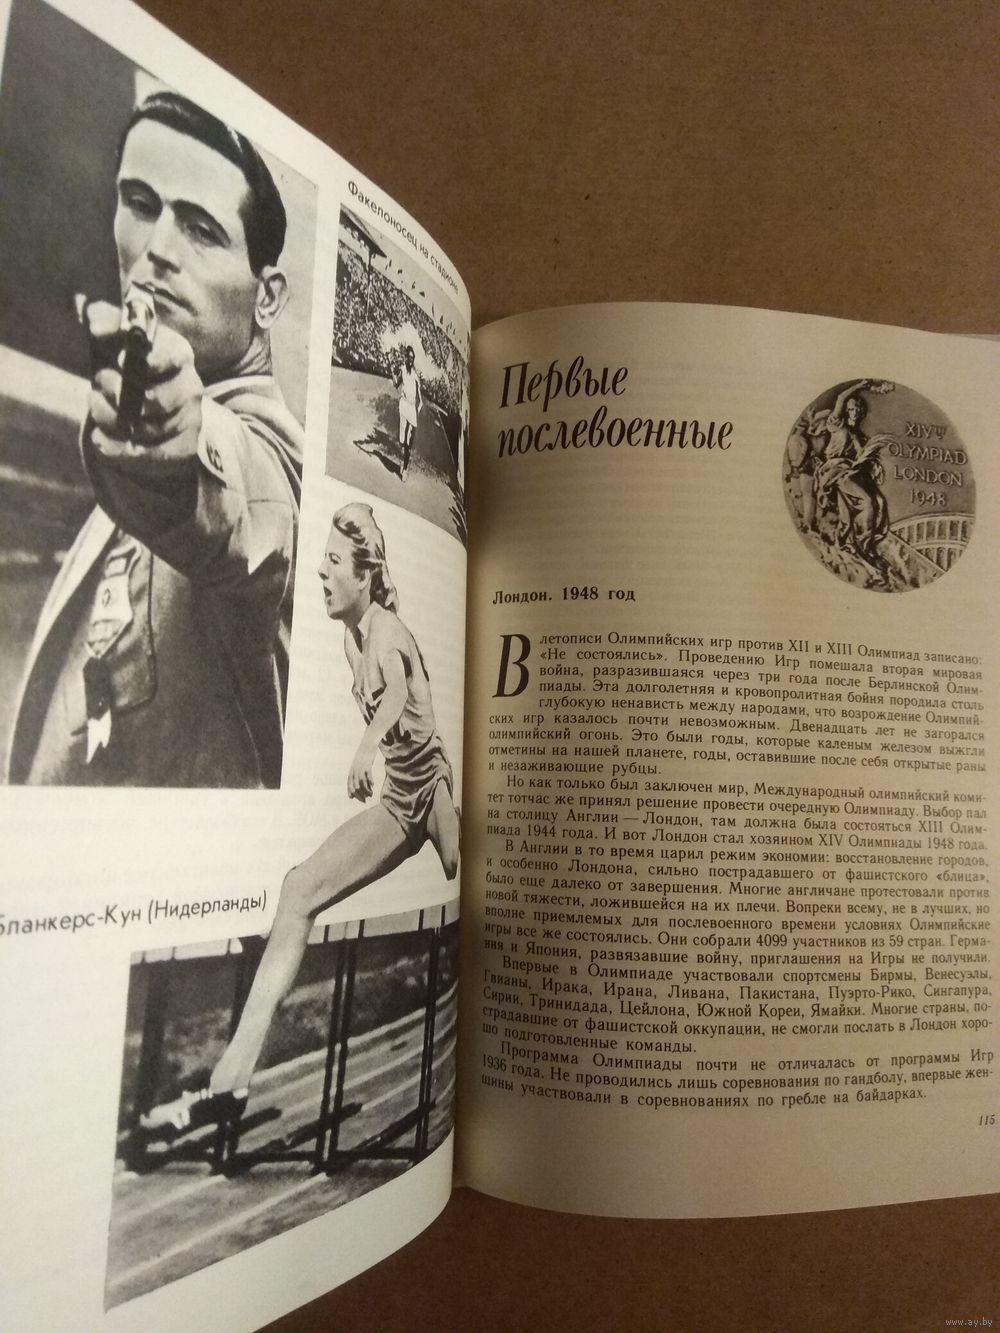 Факелоносец на стадионе
Бланкерс-Кун (Нидерланды)
Первые
послевоенные
XIVTH
OLYMPIAD
LONDON
1948
Лондон. 1948 год
В летописи Олимпийских игр против XII и XIII Олимпиад записано:
«Не состоялись». Проведению Игр помешала вторая мировая
война, разразившаяся через три года после Берлинской Олим-
пиады. Эта долголетняя и кровопролитная бойня породила столь
глубокую ненависть между народами, что возрождение Олимпий-
ских игр казалось почти невозможным. Двенадцать лет не загорался
олимпийский огонь. Это были годы, которые каленым железом выжгли
отметины на нашей планете, годы, оставившие после себя открытые раны
и незаживающие рубцы.
Но как только был заключен мир, Международный олимпийский коми-
тет тотчас же принял решение провести очередную Олимпиаду. Выбор пал
на столицу Англии — Лондон, там должна была состояться XIII Олим-
пиада 1944 года. И вот Лондон стал хозяином XIV Олимпиады 1948 года.
В Англии в то время царил режим экономии: восстановление городов,
и особенно Лондона, сильно пострадавшего от фашистского «блица»,
было еще далеко от завершения. Многие англичане протестовали против
новой тяжести, ложившейся на их плечи. Вопреки всему, не в лучших, но
вполне приемлемых для послевоенного времени условиях Олимпийские
игры все же состоялись. Они собрали 4099 участников из 59 стран. Герма-
ния и Япония, развязавшие войну, приглашения на Игры не получили.
Впервые в Олимпиаде участвовали спортсмены Бирмы, Венесуэлы,
Гвианы, Ирака, Ирана, Ливана, Пакистана, Пуэрто-Рико, Сингапура,
Сирии, Тринидада, Цейлона, Южной Кореи, Ямайки. Многие страны, по-
страдавшие от фашистской оккупации, не смогли послать в Лондон хоро-
шо подготовленные команды.
Программа Олимпиады почти не отличалась от программы Игр
1936 года. Не проводились лишь соревнования по гандболу, впервые жен-
щины участвовали в соревнованиях по гребле на байдарках.
115
www.ay.by